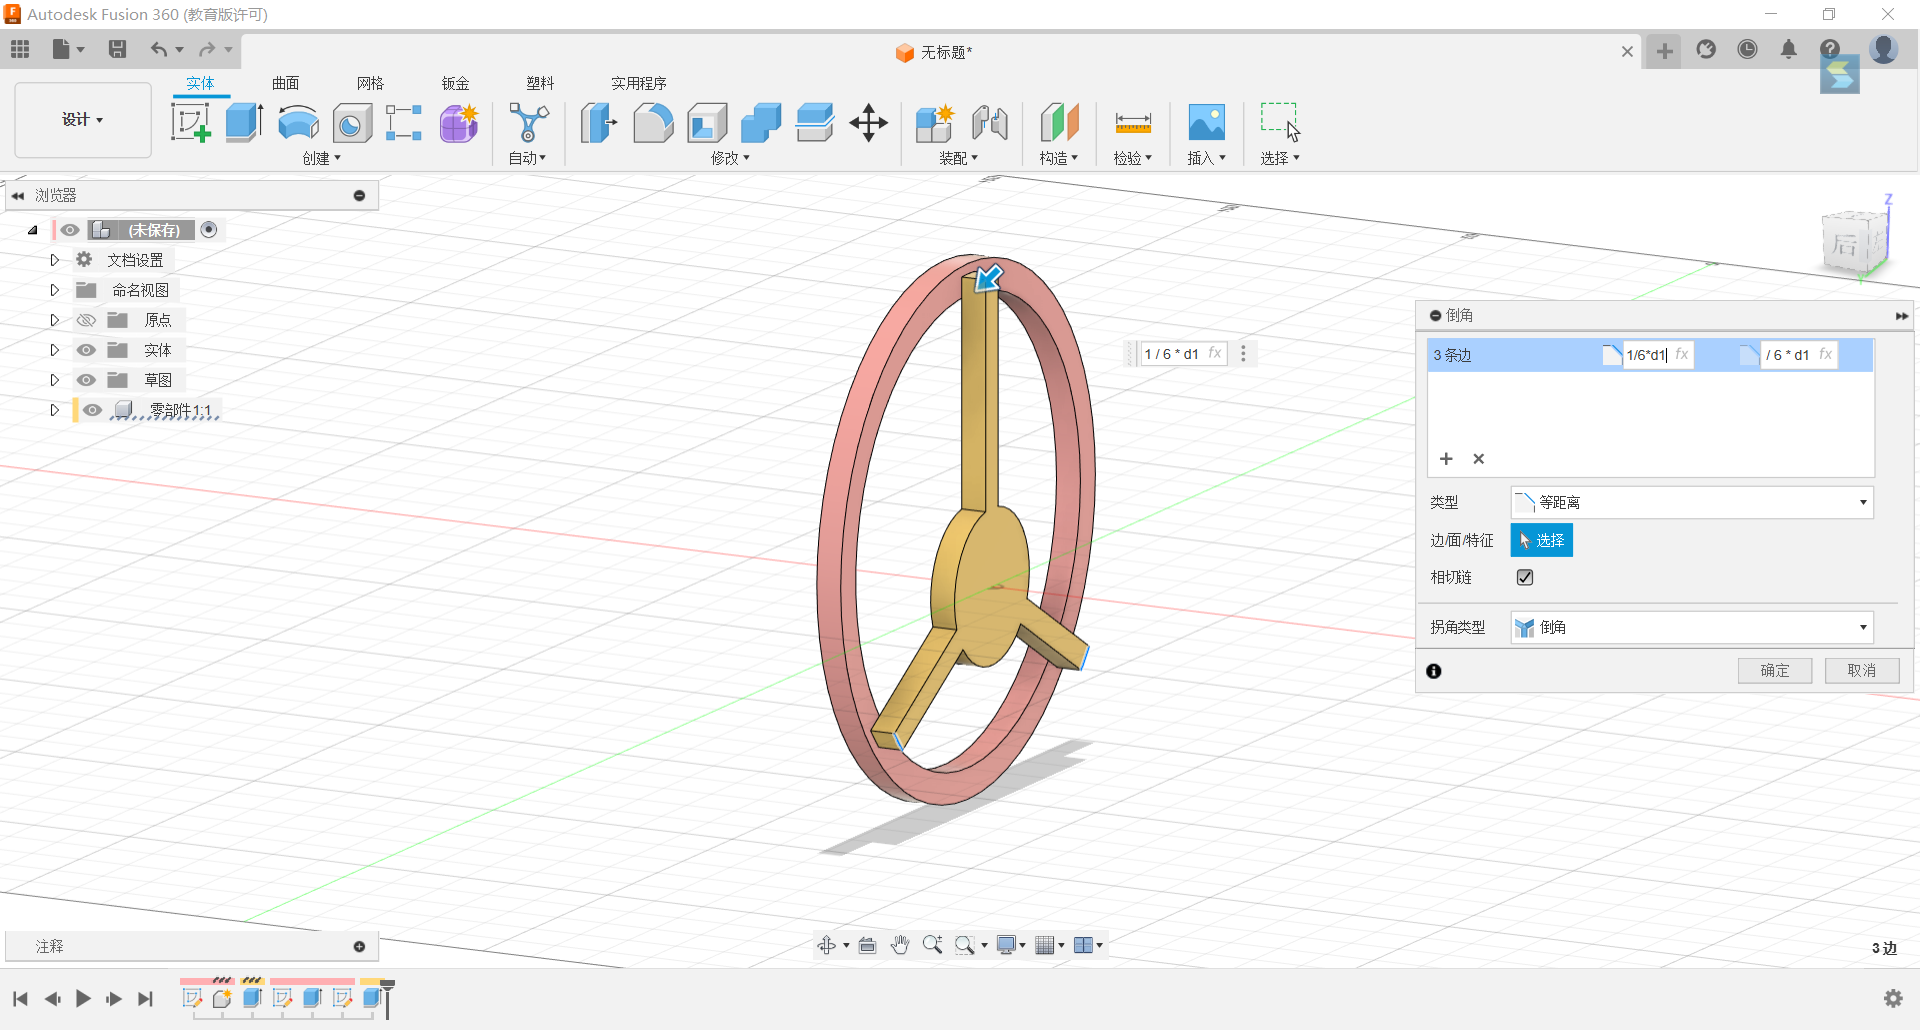 Autodesk Fusion 360 (教育版许可)
无标题*
实体 曲面 网格 钣金 塑料 实用程序
设计
创建 自动 修改 装配 构造 检验 插入 选择
浏览器
(未保存)
文档设置
命名视图
原点
实体
草图
零部件1:1
Z
后
1 / 6 * d1 fx
倒角
3 条边 1/6*d1 fx / 6 * d1 fx
类型 等距离
边/面/特征 选择
相切链
拐角类型 倒角
确定 取消
注释
3 边